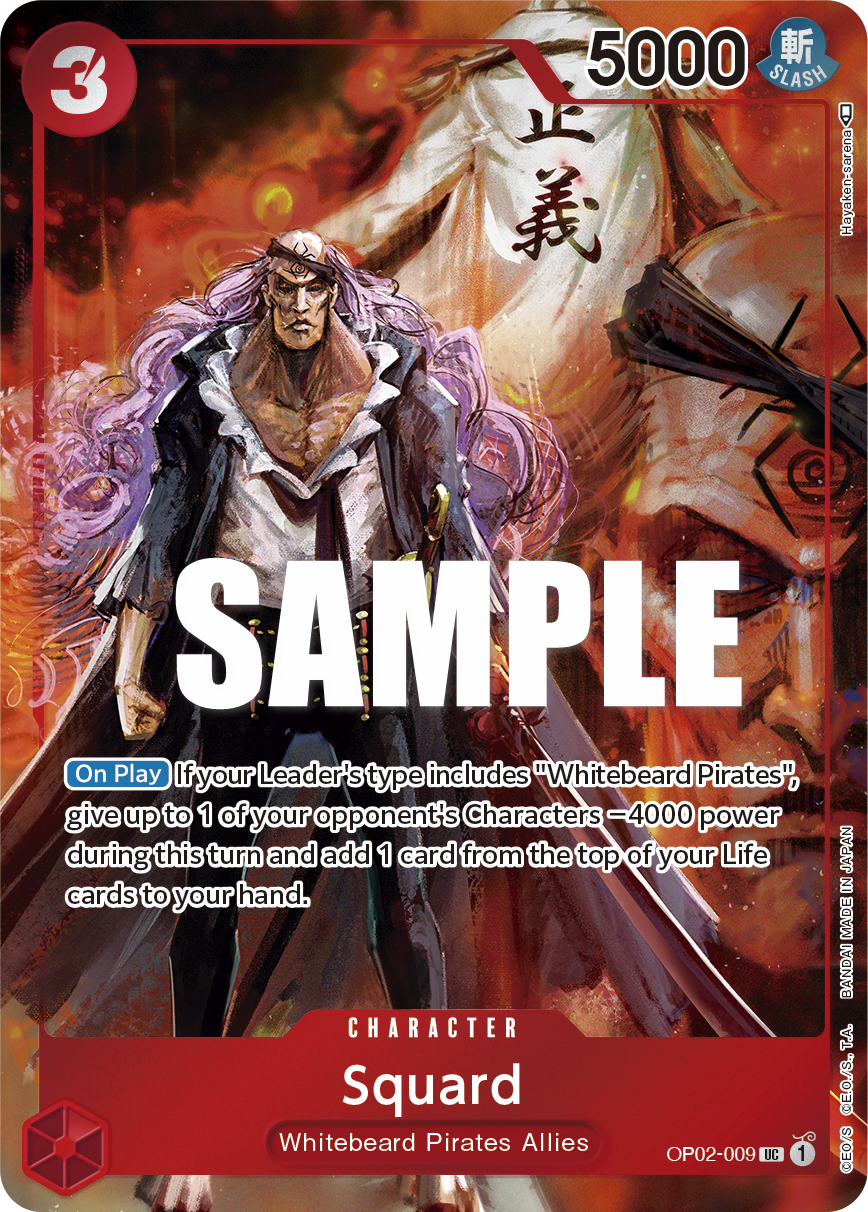 3
5000
斬
SLASH
正
義
Hayaken-sarena
SAMPLE
On Play If your Leader's type includes "Whitebeard Pirates",
give up to 1 of your opponent's Characters −4000 power
during this turn and add 1 card from the top of your Life
cards to your hand.
CHARACTER
Squard
Whitebeard Pirates Allies
OP02-009 UC 1
©EO/S ©E.O./S., T.A. BANDAI MADE IN JAPAN